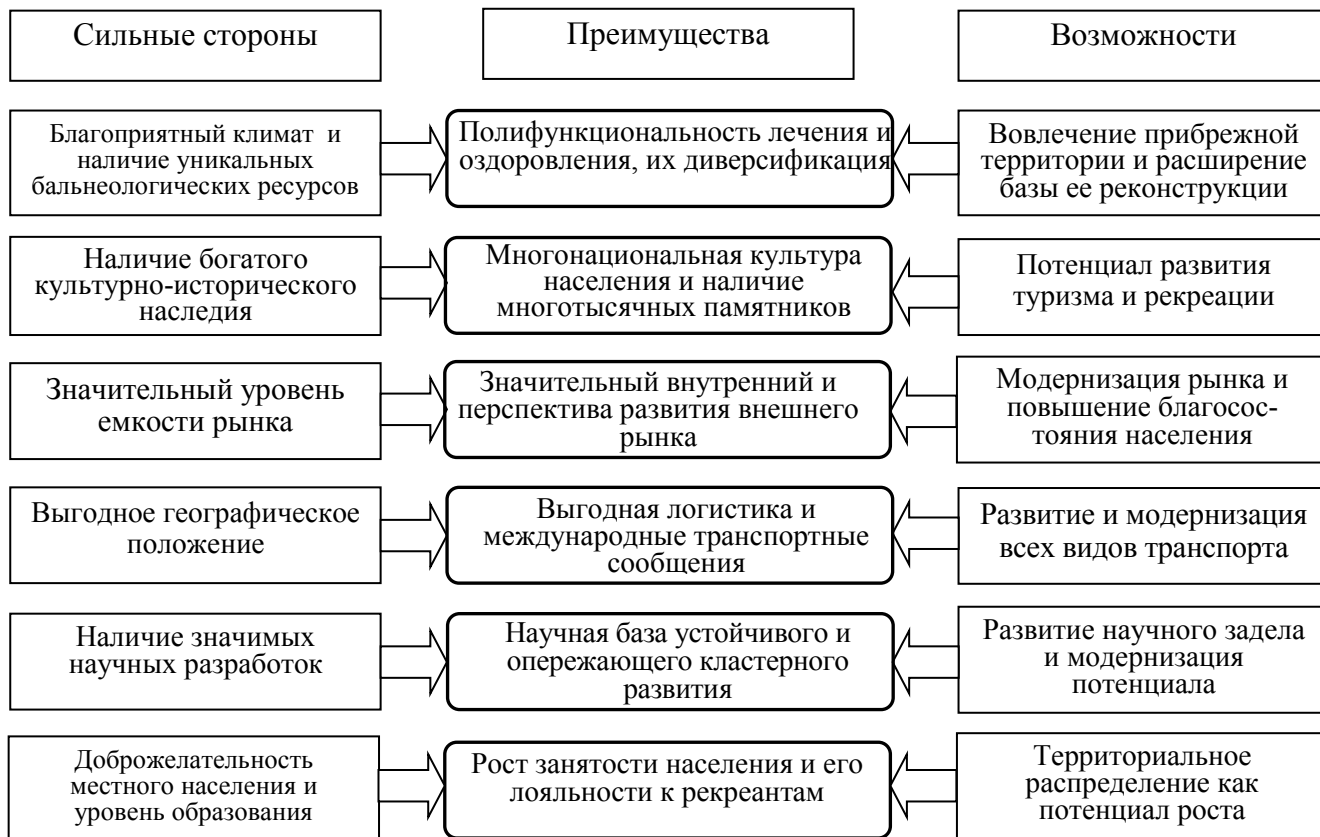 Сильные стороны
Преимущества
Возможности
Благоприятный климат и
наличие уникальных
бальнеологических ресурсов
Полифункциональность лечения и
оздоровления, их диверсификация
Вовлечение прибрежной
территории и расширение
базы ее реконструкции
Наличие богатого
культурно-исторического
наследия
Многонациональная культура
населения и наличие
многотысячных памятников
Потенциал развития
туризма и рекреации
Значительный уровень
емкости рынка
Значительный внутренний и
перспектива развития внешнего
рынка
Модернизация рынка и
повышение благосос-
тояния населения
Выгодное географическое
положение
Выгодная логистика и
международные транспортные
сообщения
Развитие и модернизация
всех видов транспорта
Наличие значимых
научных разработок
Научная база устойчивого и
опережающего кластерного
развития
Развитие научного задела
и модернизация
потенциала
Доброжелательность
местного населения и
уровень образования
Рост занятости населения и его
лояльности к рекреантам
Территориальное
распределение как
потенциал роста